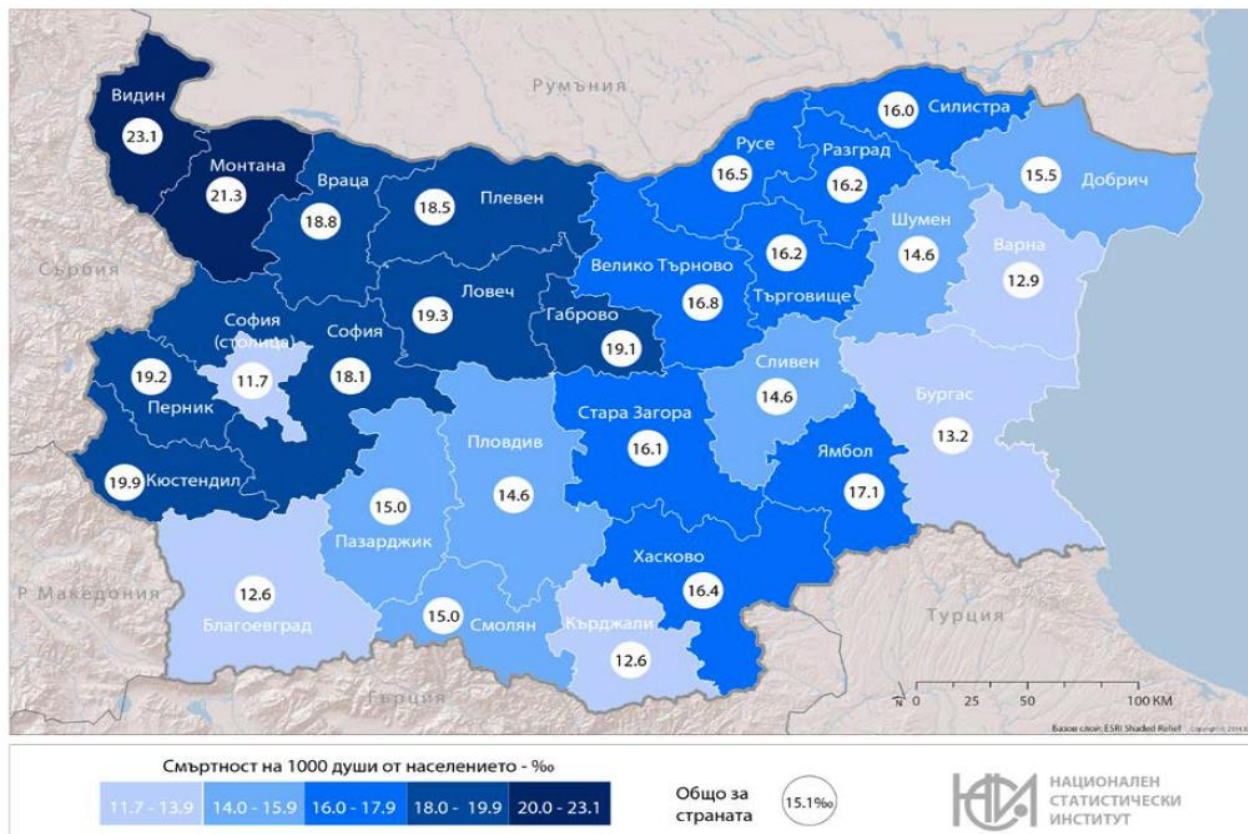 Румъния
Видин
23.1
Монтана
21.3
Враца
18.8
Плевен
18.5
Силистра
16.0
Русе
16.5
Разград
16.2
Добрич
15.5
Шумен
14.6
Варна
12.9
Сърбия
Велико Търново
16.8
16.2
Търговище
Ловеч
19.3
Габрово
19.1
София
(столица)
11.7
София
18.1
19.2
Перник
Сливен
14.6
Бургас
13.2
Стара Загора
16.1
Ямбол
17.1
Пловдив
14.6
19.9
Кюстендил
15.0
Пазарджик
Хасково
16.4
Р Македония
12.6
Благоевград
15.0
Смолян
Кърджали
12.6
Турция
Гърция
0 25 50 100 KM
Базов слой: ESRI Shaded Relief
Смъртност на 1000 души от населението - ‰
11.7 - 13.9 14.0 - 15.9 16.0 - 17.9 18.0 - 19.9 20.0 - 23.1
Общо за
страната
15.1‰
НСИ
НАЦИОНАЛЕН
СТАТИСТИЧЕСКИ
ИНСТИТУТ